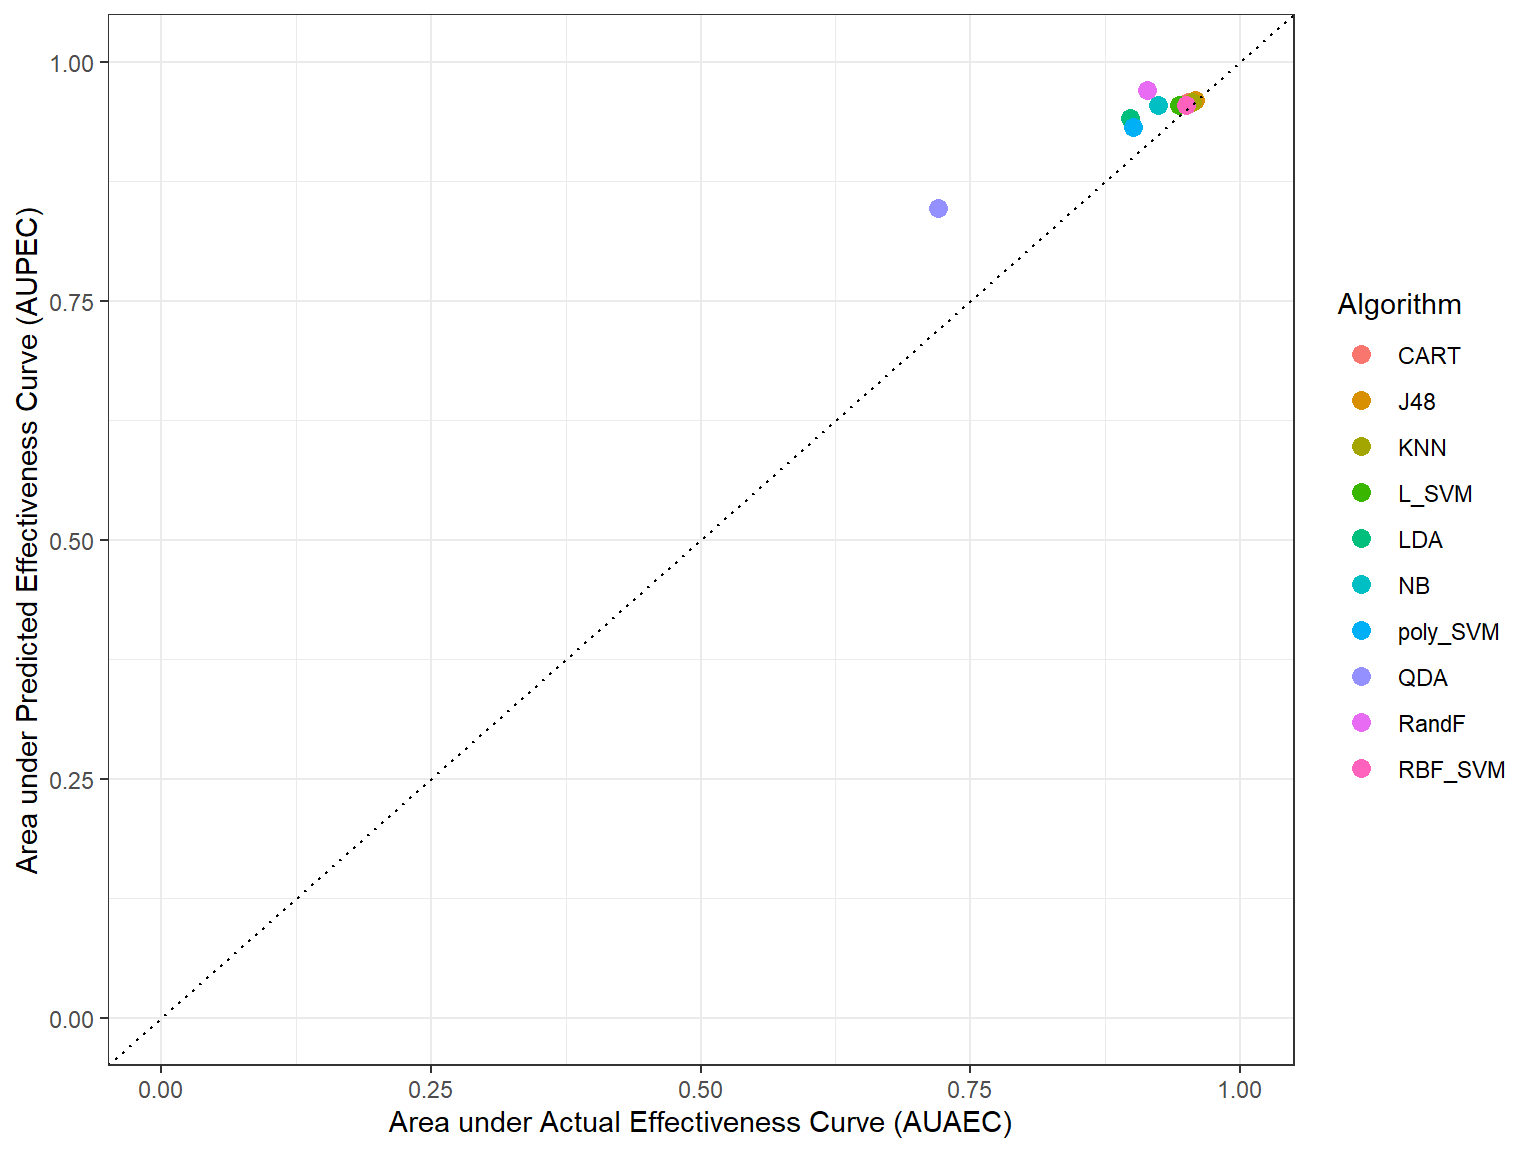 Area under Predicted Effectiveness Curve (AUPEC)
1.00
0.75
0.50
0.25
0.00
0.00 0.25 0.50 0.75 1.00
Area under Actual Effectiveness Curve (AUAEC)
Algorithm
CART
J48
KNN
L_SVM
LDA
NB
poly_SVM
QDA
RandF
RBF_SVM